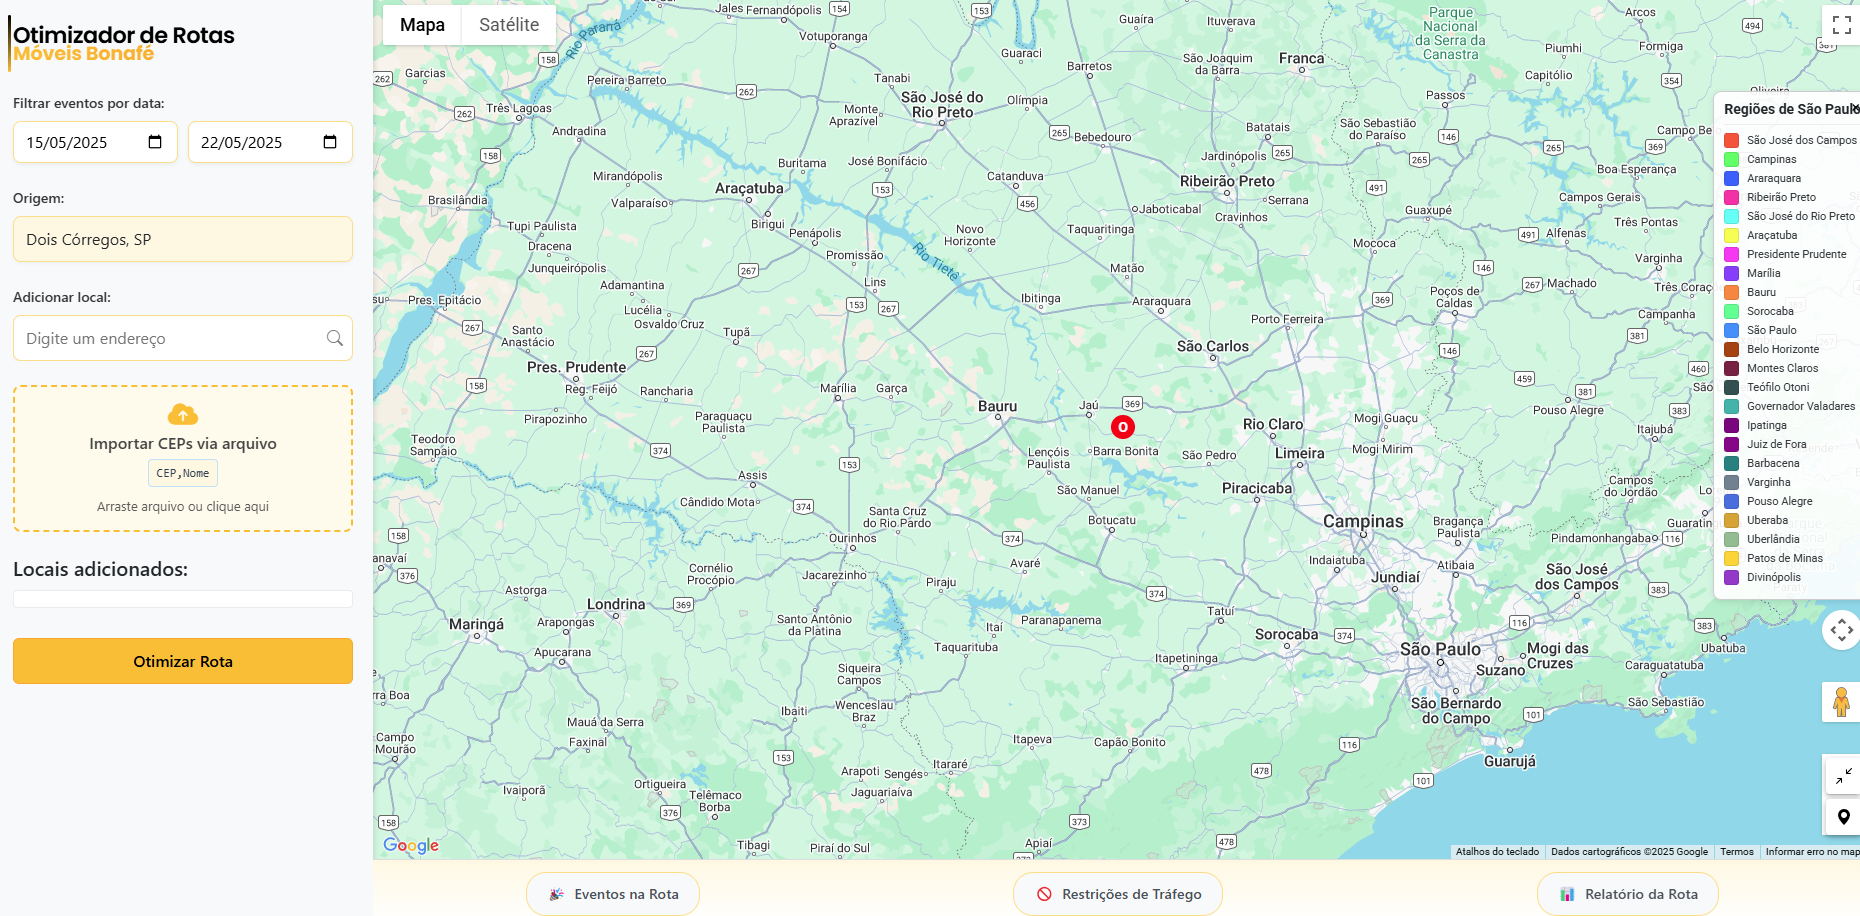 Otimizador de Rotas
Móveis Bonafé
Filtrar eventos por data:
15/05/2025
22/05/2025
Origem:
Dois Córregos, SP
Adicionar local:
Digite um endereço
Importar CEPs via arquivo
CEP,Nome
Arraste arquivo ou clique aqui
Locais adicionados:
Otimizar Rota
Mapa
Satélite
Jales
Fernandópolis
Votuporanga
Rio Paraná
Garcias
Três Lagoas
Pereira Barreto
Andradina
Tanabi
São José do
Rio Preto
Monte
Aprazível
Olímpia
Guaíra
Ituverava
Guaraci
Barretos
São Joaquim
da Barra
Franca
Parque
Nacional
da Serra da
Canastra
Arcos
Piumhi
Formiga
Capitólio
Passos
Bebedouro
Batatais
São Sebastião
do Paraíso
Jardinópolis
Boa Esperança
Campos Gerais
Três Pontas
Mirandópolis
Araçatuba
Buritama
José Bonifácio
Catanduva
Ribeirão Preto
Serrana
Cravinhos
Jaboticabal
Guaxupé
Alfenas
Valparaíso
Birigui
Brasilândia
Tupi Paulista
Dracena
Junqueirópolis
Penápolis
Promissão
Novo
Horizonte
Taquaritinga
Rio Tietê
Mococa
Varginha
Machado
Matão
Adamantina
Lins
Ibitinga
Araraquara
Poços de
Caldas
Campanha
Pres. Epitácio
Lucélia
Osvaldo Cruz
Tupã
Santo
Anastácio
Porto Ferreira
São Carlos
Pres. Prudente
Reg. Feijó
Rancharia
Marília
Garça
Bauru
Jaú
O
Barra Bonita
Pirapozinho
Paraguaçu
Paulista
Lençóis
Paulista
São Pedro
Rio Claro
Limeira
Mogi Guaçu
Mogi Mirim
Pouso Alegre
Itajubá
Teodoro
Sampaio
Assis
Cândido Mota
São Manuel
Piracicaba
Campos
do Jordão
Santa Cruz
do Rio Pardo
Botucatu
Campinas
Bragança
Paulista
Pindamonhangaba
Ourinhos
Avaré
Indaiatuba
Atibaia
Jundiaí
São José
dos Campos
Cornélio
Procópio
Jacarezinho
Piraju
Astorga
Londrina
Maringá
Arapongas
Apucarana
Santo Antônio
da Platina
Itaí
Paranapanema
Taquarituba
Tatuí
Sorocaba
Itapetininga
São Paulo
Suzano
Mogi das
Cruzes
Caraguatatuba
Ubatuba
São Sebastião
São Bernardo
do Campo
Guarujá
Siqueira
Campos
Wenceslau
Braz
Ibaiti
Mauá da Serra
Faxinal
Campo
Mourão
Itapeva
Capão Bonito
Itararé
Arapoti
Sengés
Jaguariaíva
Ortigueira
Telêmaco
Borba
Ivaiporã
Tibagi
Piraí do Sul
Apiaí
Regiões de São Paulo
São José dos Campos
Campinas
Araraquara
Ribeirão Preto
São José do Rio Preto
Araçatuba
Presidente Prudente
Marília
Bauru
Sorocaba
São Paulo
Belo Horizonte
Montes Claros
Teófilo Otoni
Governador Valadares
Ipatinga
Juiz de Fora
Barbacena
Varginha
Pouso Alegre
Uberaba
Uberlândia
Patos de Minas
Divinópolis
Google
Atalhos do teclado
Dados cartográficos ©2025 Google
Termos
Informar erro no mapa
Eventos na Rota
Restrições de Tráfego
Relatório da Rota